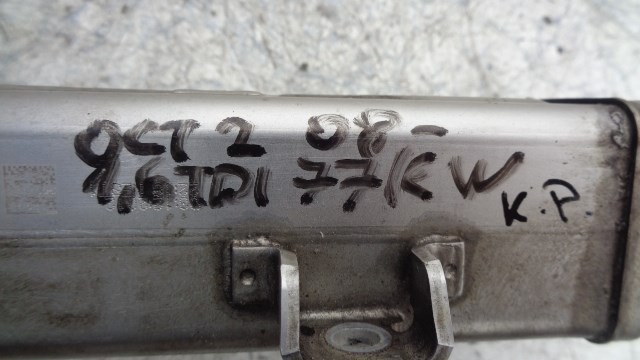 OCT 2 08-
1,6TDI 77KW
K.P.